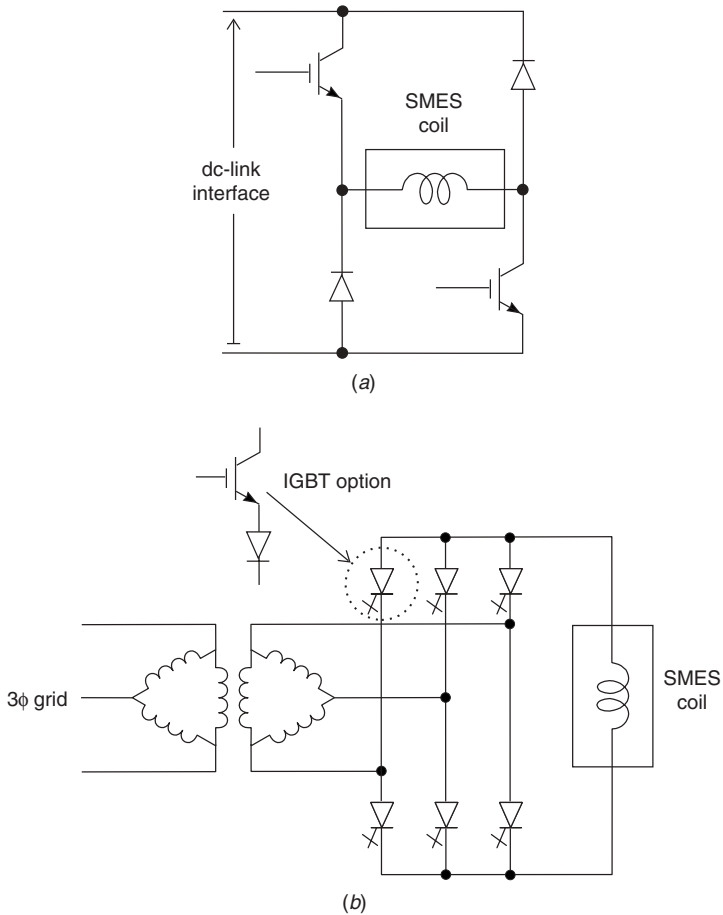 SMES
coil
dc-link
interface
(a)
IGBT option
3ϕ grid
SMES
coil
(b)